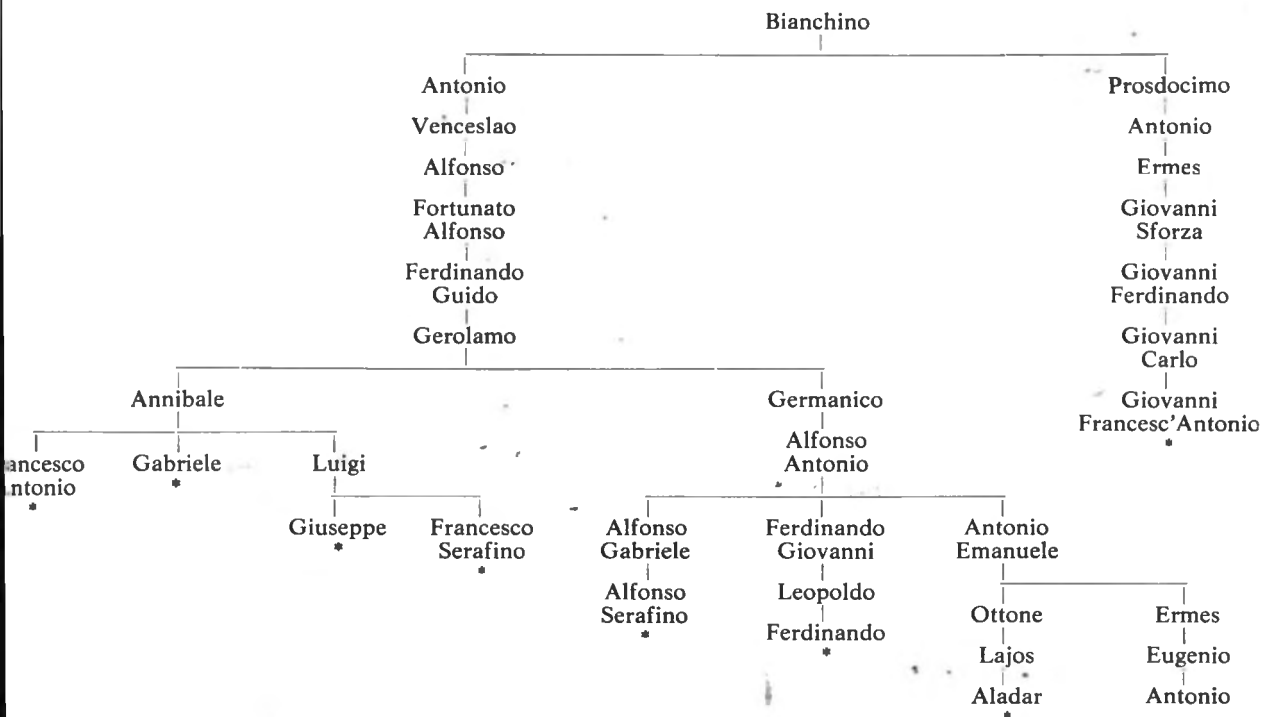 Bianchino
Antonio Prosdocimo
Venceslao Antonio
Alfonso Ermes
Fortunato Giovanni
Alfonso Sforza
Ferdinando Giovanni
Guido Ferdinando
Gerolamo Giovanni
Carlo
Annibale Germanico Giovanni
Francesc'Antonio
*
Alfonso
Antonio
ancesco Gabriele Luigi
ntonio *
*
Giuseppe Francesco Alfonso Ferdinando Antonio
* Serafino Gabriele Giovanni Emanuele
*
Alfonso Leopoldo
Serafino Ottone Ermes
* Ferdinando
*
Lajos Eugenio
Aladar Antonio
*